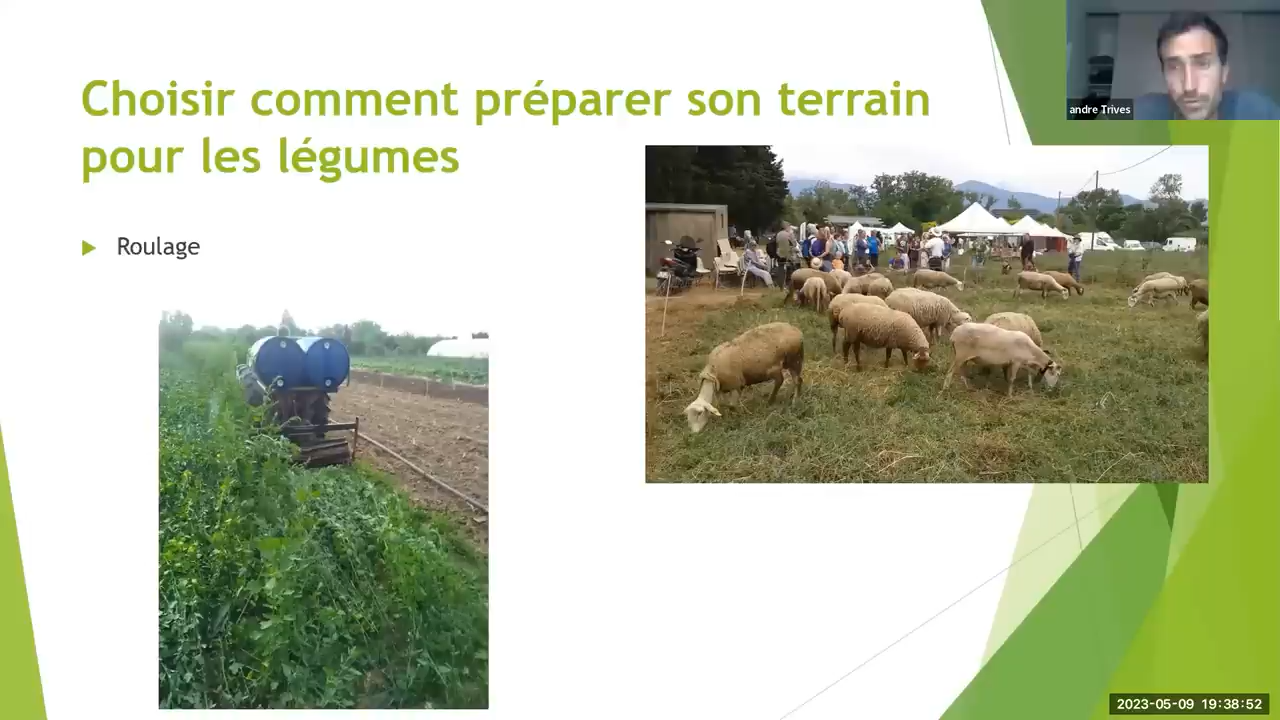 Choisir comment préparer son terrain
pour les légumes
Roulage
andre Trives
2023-05-09 19:38:52